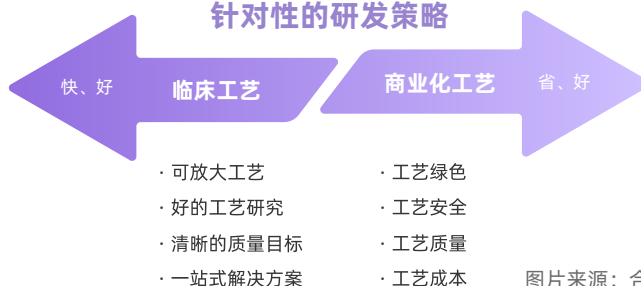 针对性的研发策略
快、好 临床工艺 商业化工艺 省、好
· 可放大工艺 · 工艺绿色
· 好的工艺研究 · 工艺安全
· 清晰的质量目标 · 工艺质量
· 一站式解决方案 · 工艺成本
图片来源：合